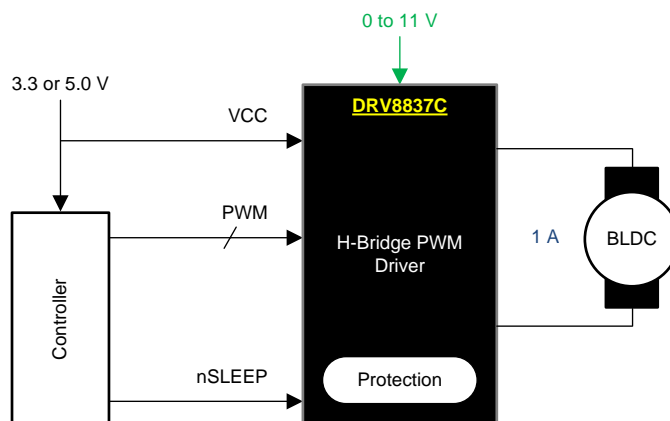 0 to 11 V
3.3 or 5.0 V
DRV8837C
VCC
PWM
H-Bridge PWM
Driver
1 A
BLDC
Controller
nSLEEP
Protection